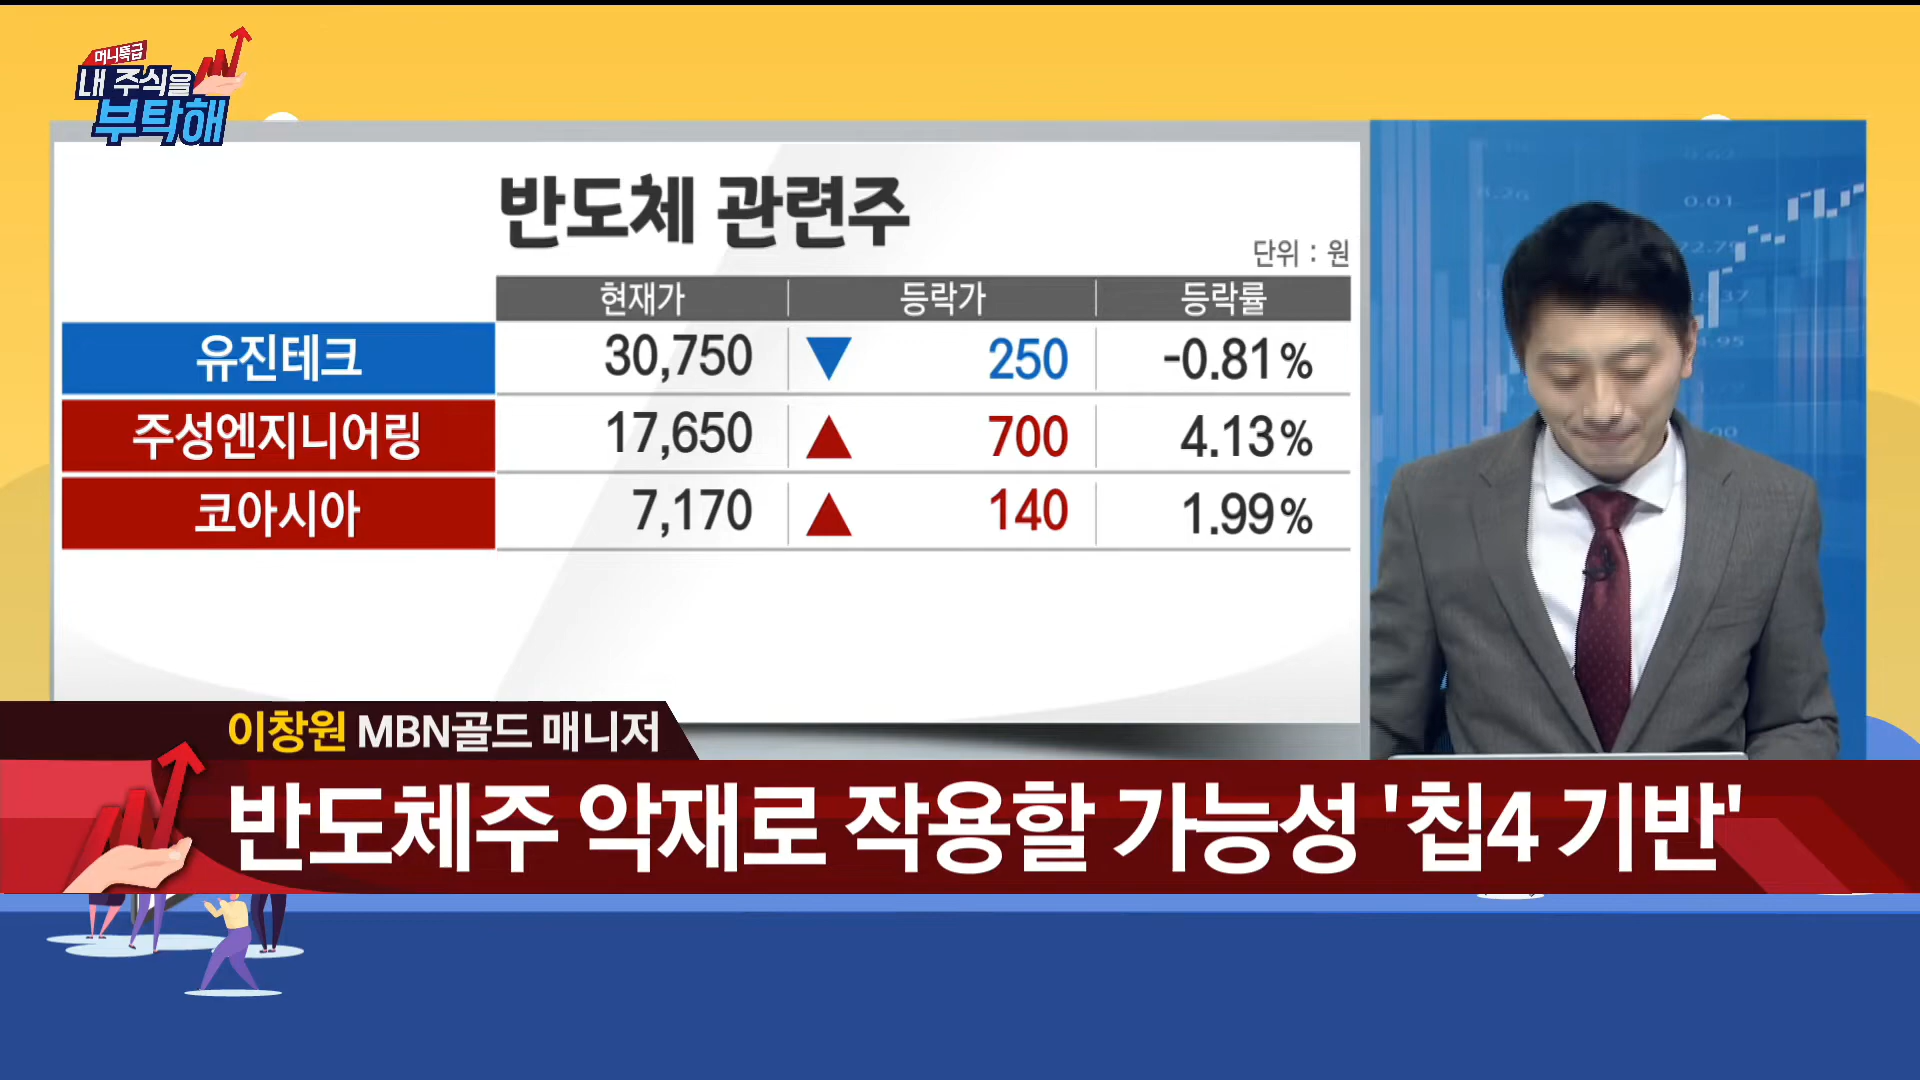 머니뚝급
내 주식을
부탁해
반도체 관련주
단위 : 원
현재가 등락가 등락률
유진테크 30,750 ▼ 250 -0.81%
주성엔지니어링 17,650 ▲ 700 4.13%
코아시아 7,170 ▲ 140 1.99%
이창원 MBN골드 매니저
반도체주 악재로 작용할 가능성 '칩4 기반'